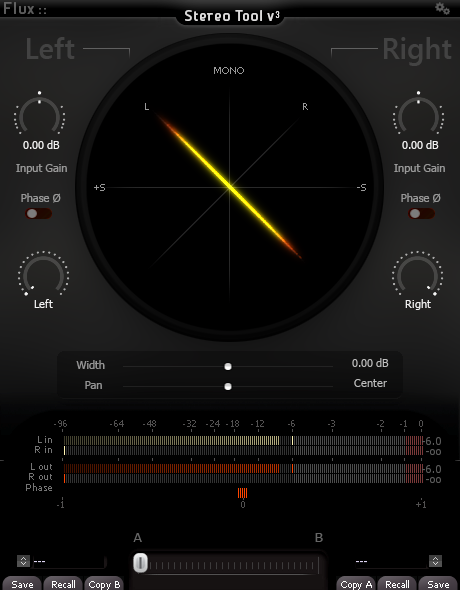 Flux ::
Stereo Tool v3
Left
Right
MONO
L
R
+S
-S
0.00 dB
0.00 dB
Input Gain
Input Gain
Phase Ø
Phase Ø
Left
Right
Width
0.00 dB
Pan
Center
-96 -64 -48 -32 -24 -18 -12 -6 -3 -2 -1 0
L in -6.0
R in -oo
L out -6.0
R out -oo
Phase
-1 0 +1
A B
--- ---
Save Recall Copy B Copy A Recall Save